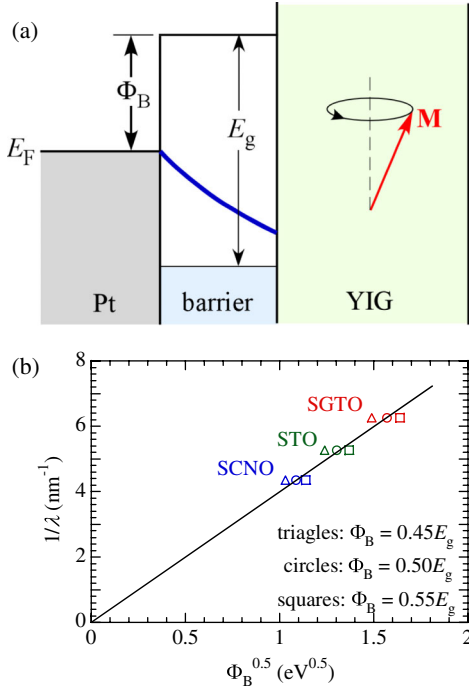 (a)
Φ_B
E_g
E_F
M
Pt
barrier
YIG
(b)
8
6
4
2
0
1/λ (nm⁻¹)
SGTO
STO
SCNO
triagles: Φ_B = 0.45E_g
circles: Φ_B = 0.50E_g
squares: Φ_B = 0.55E_g
0 0.5 1 1.5 2
Φ_B^0.5 (eV^0.5)